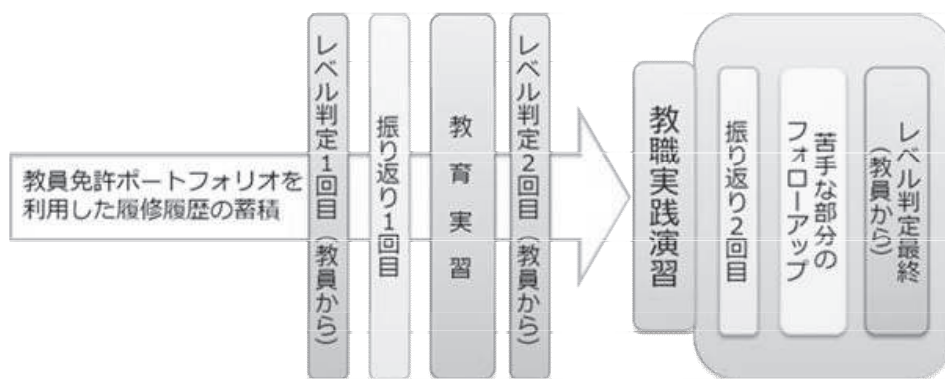 教員免許ポートフォリオを
利用した履修履歴の蓄積
レベル判定1回目（教員から）
振り返り1回目
教育実習
レベル判定2回目（教員から）
教職実践演習
振り返り2回目
苦手な部分の
フォローアップ
レベル判定最終
（教員から）